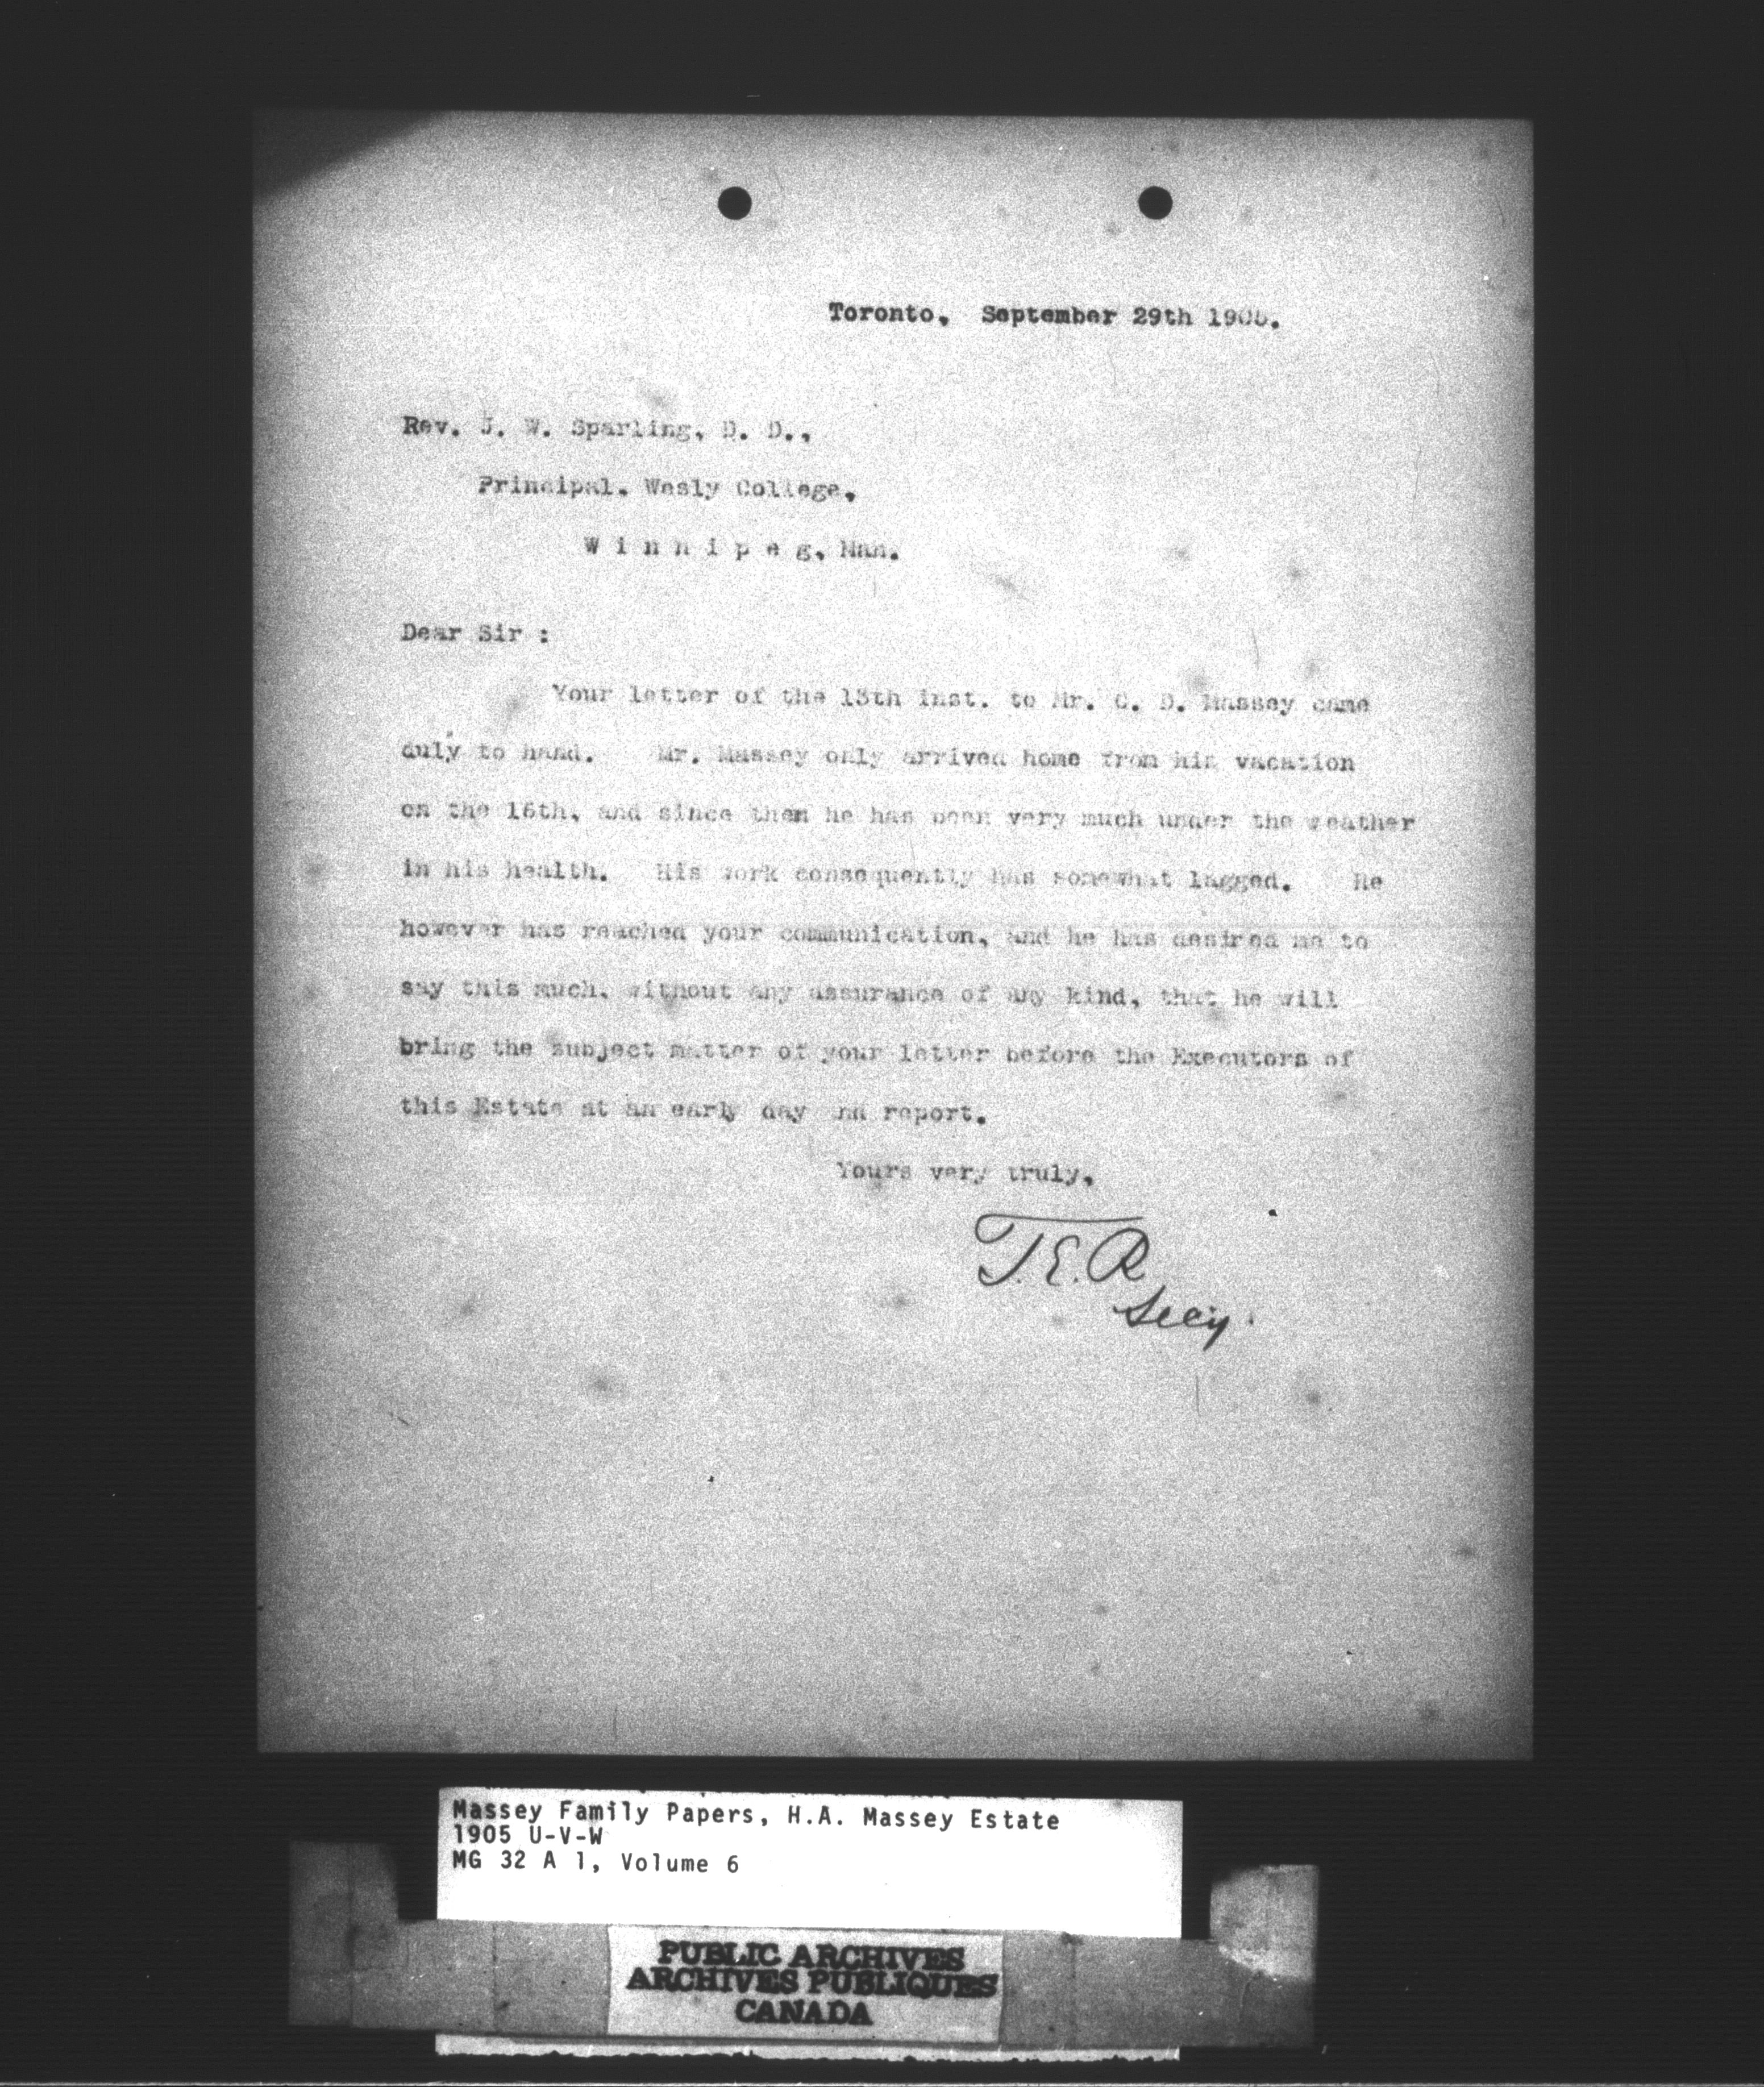 Toronto, September 29th 1905.
Rev. J. W. Sparling, D. D.,
Principal. Wesly College,
W i n n i p e g, Man.
Dear Sir :
Your letter of the 13th inst. to Mr. C. D. Massey came
duly to hand. Mr. Massey only arrived home from his vacation
on the 16th, and since then he has been very much under the weather
in his health. His work consequently has somewhat lagged. He
however has reached your communication, and he has desired me to
say this much, without any assurance of any kind, that he will
bring the subject matter of your letter before the Executors of
this Estate at an early day and report.
Yours very truly,
T.E.R
Secy.
Massey Family Papers, H.A. Massey Estate
1905 U-V-W
MG 32 A 1, Volume 6
PUBLIC ARCHIVES
ARCHIVES PUBLIQUES
CANADA